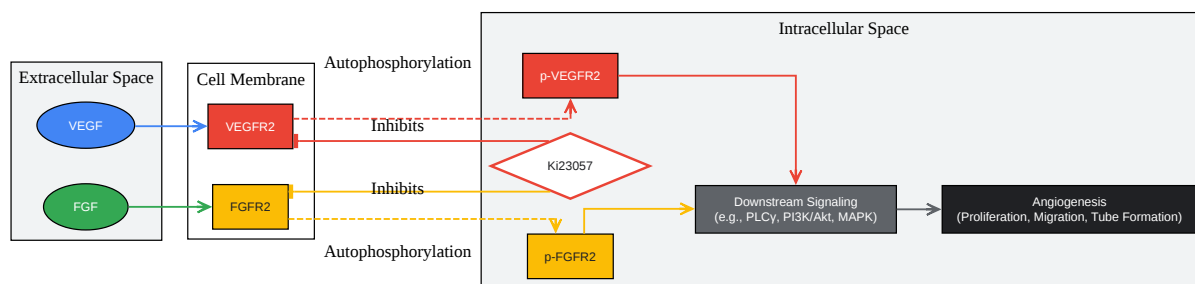 Intracellular Space
Extracellular Space
Cell Membrane
Autophosphorylation
p-VEGFR2
VEGF
VEGFR2
Inhibits
Ki23057
FGF
FGFR2
Inhibits
Downstream Signaling
(e.g., PLCγ, PI3K/Akt, MAPK)
Angiogenesis
(Proliferation, Migration, Tube Formation)
Autophosphorylation
p-FGFR2